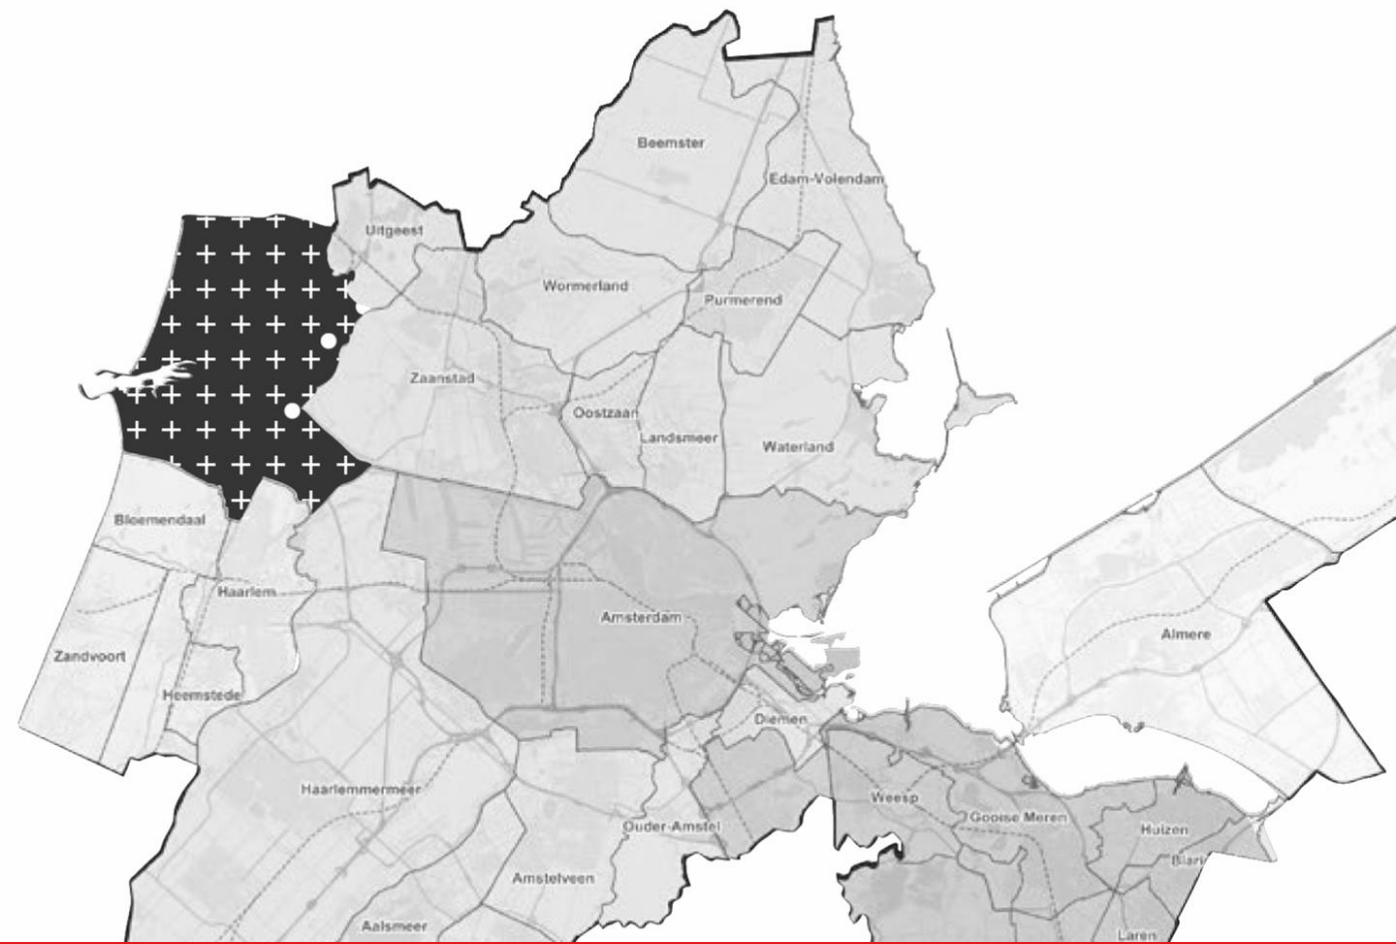 Beemster
Edam-Volendam
Uitgeest
Wormerland
Purmerend
Zaanstad
Oostzaan
Landsmeer
Waterland
Bloemendaal
Haarlem
Amsterdam
Almere
Zandvoort
Heemstede
Diemen
Haarlemmermeer
Weesp
Gooise Meren
Ouder-Amstel
Huizen
Amstelveen
Aalsmeer
Laren